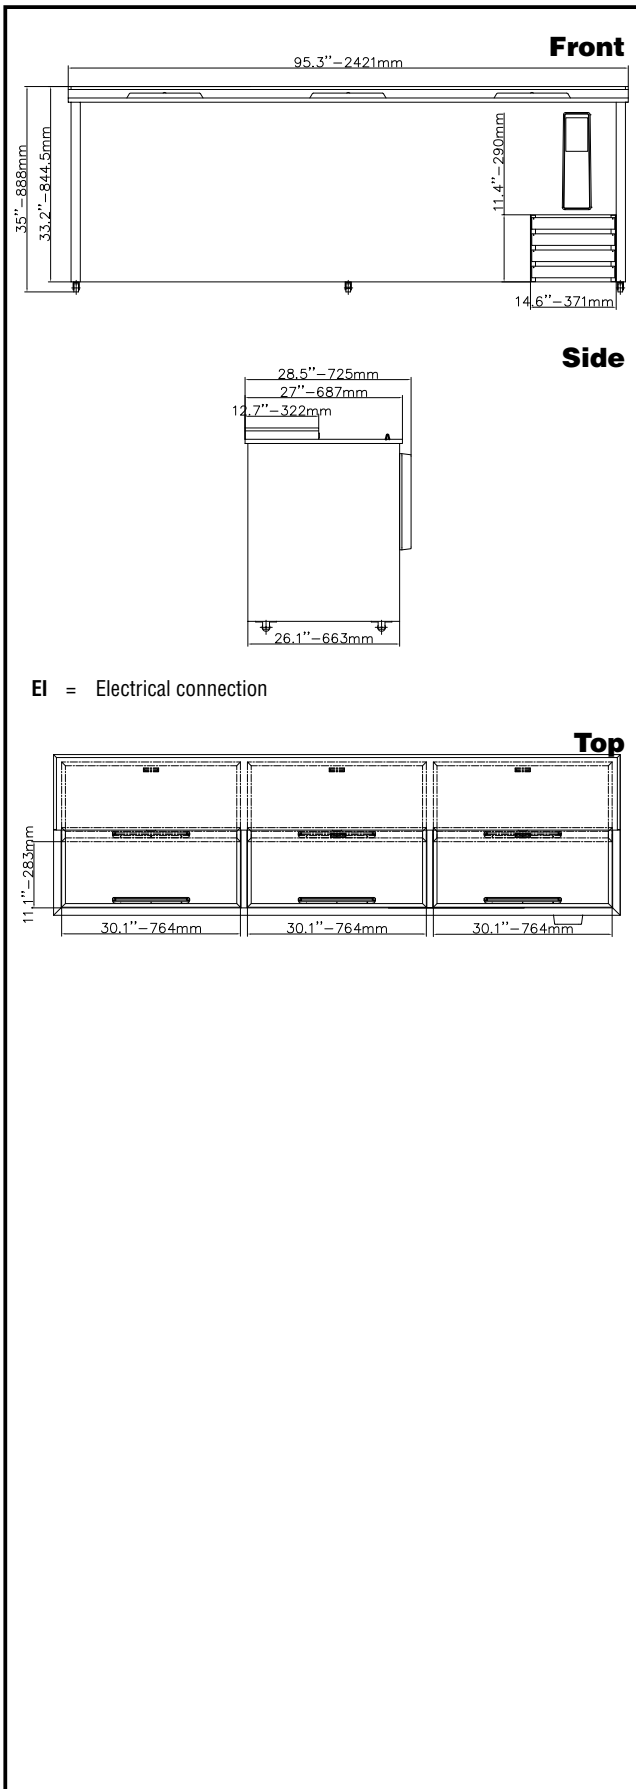 Front
95.3’’–2421mm
35’’–888mm
33.2’’–844.5mm
11.4’’–290mm
14.6’’–371mm
Side
28.5’’–725mm
27’’–687mm
12.7’’–322mm
26.1’’–663mm
EI = Electrical connection
Top
11.1’’–283mm
30.1’’–764mm 30.1’’–764mm 30.1’’–764mm